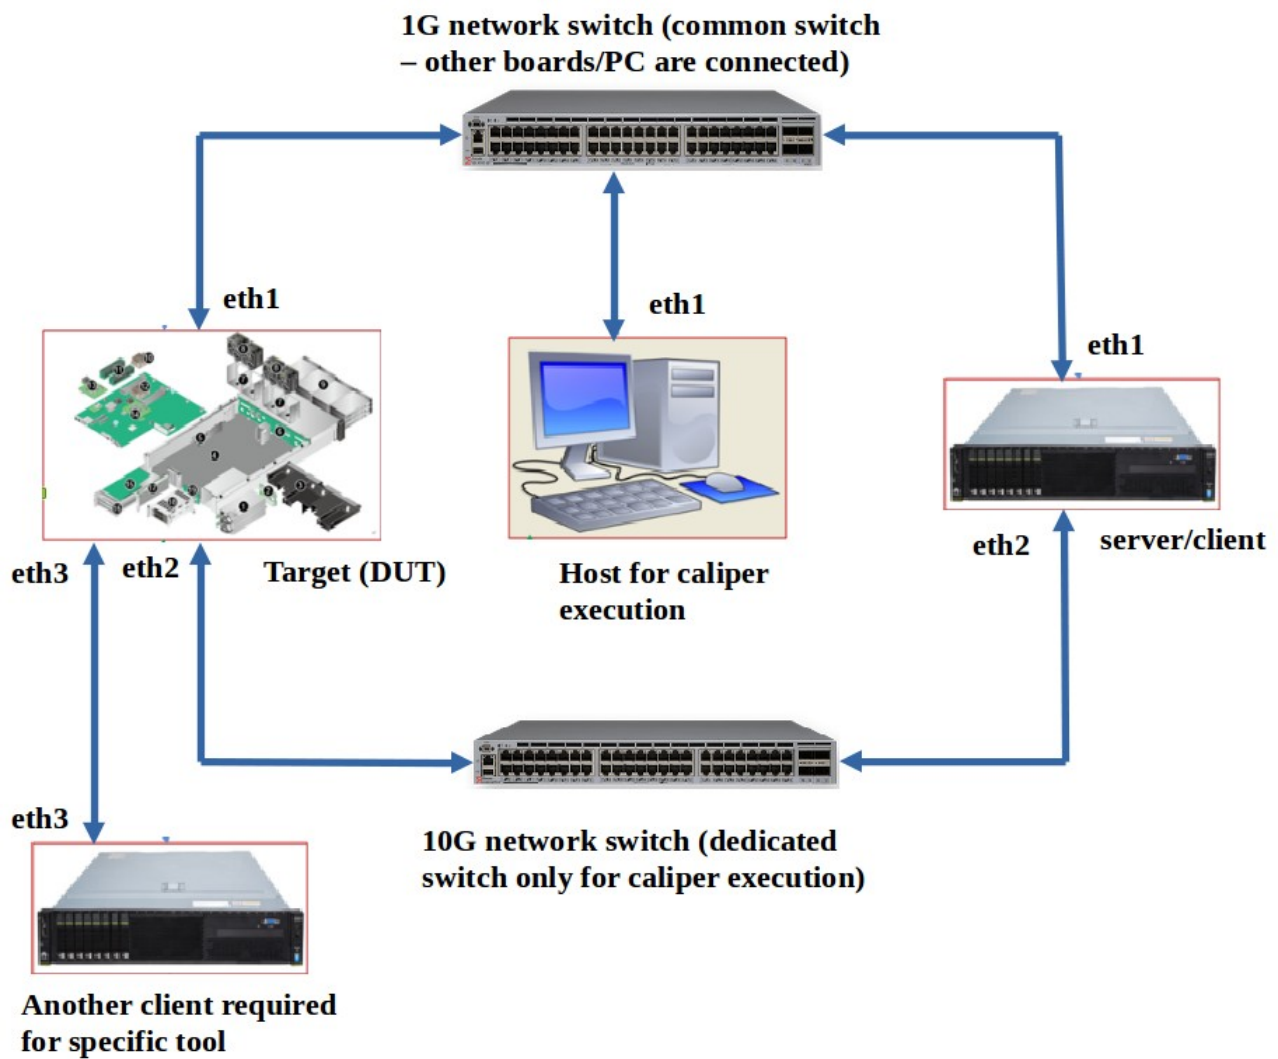 1G network switch (common switch
– other boards/PC are connected)
eth1
eth1
eth1
eth3
eth2
Target (DUT)
Host for caliper
execution
eth2
server/client
eth3
10G network switch (dedicated
switch only for caliper execution)
Another client required
for specific tool